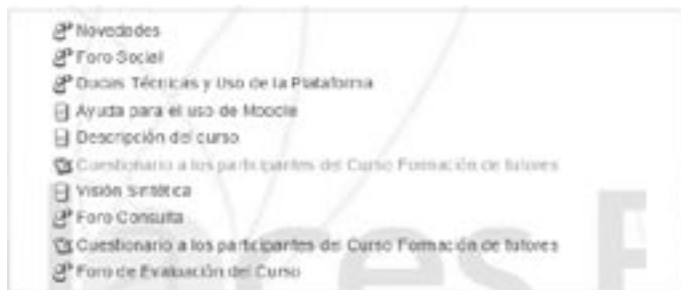 Novedades
Foro Social
Dudas Técnicas y Uso de la Plataforma
Ayuda para el uso de Moodle
Descripción del curso
Cuestionario a los participantes del Curso Formación de tutores
Visión Sintética
Foro Consulta
Cuestionario a los participantes del Curso Formación de tutores
Foro de Evaluación del Curso